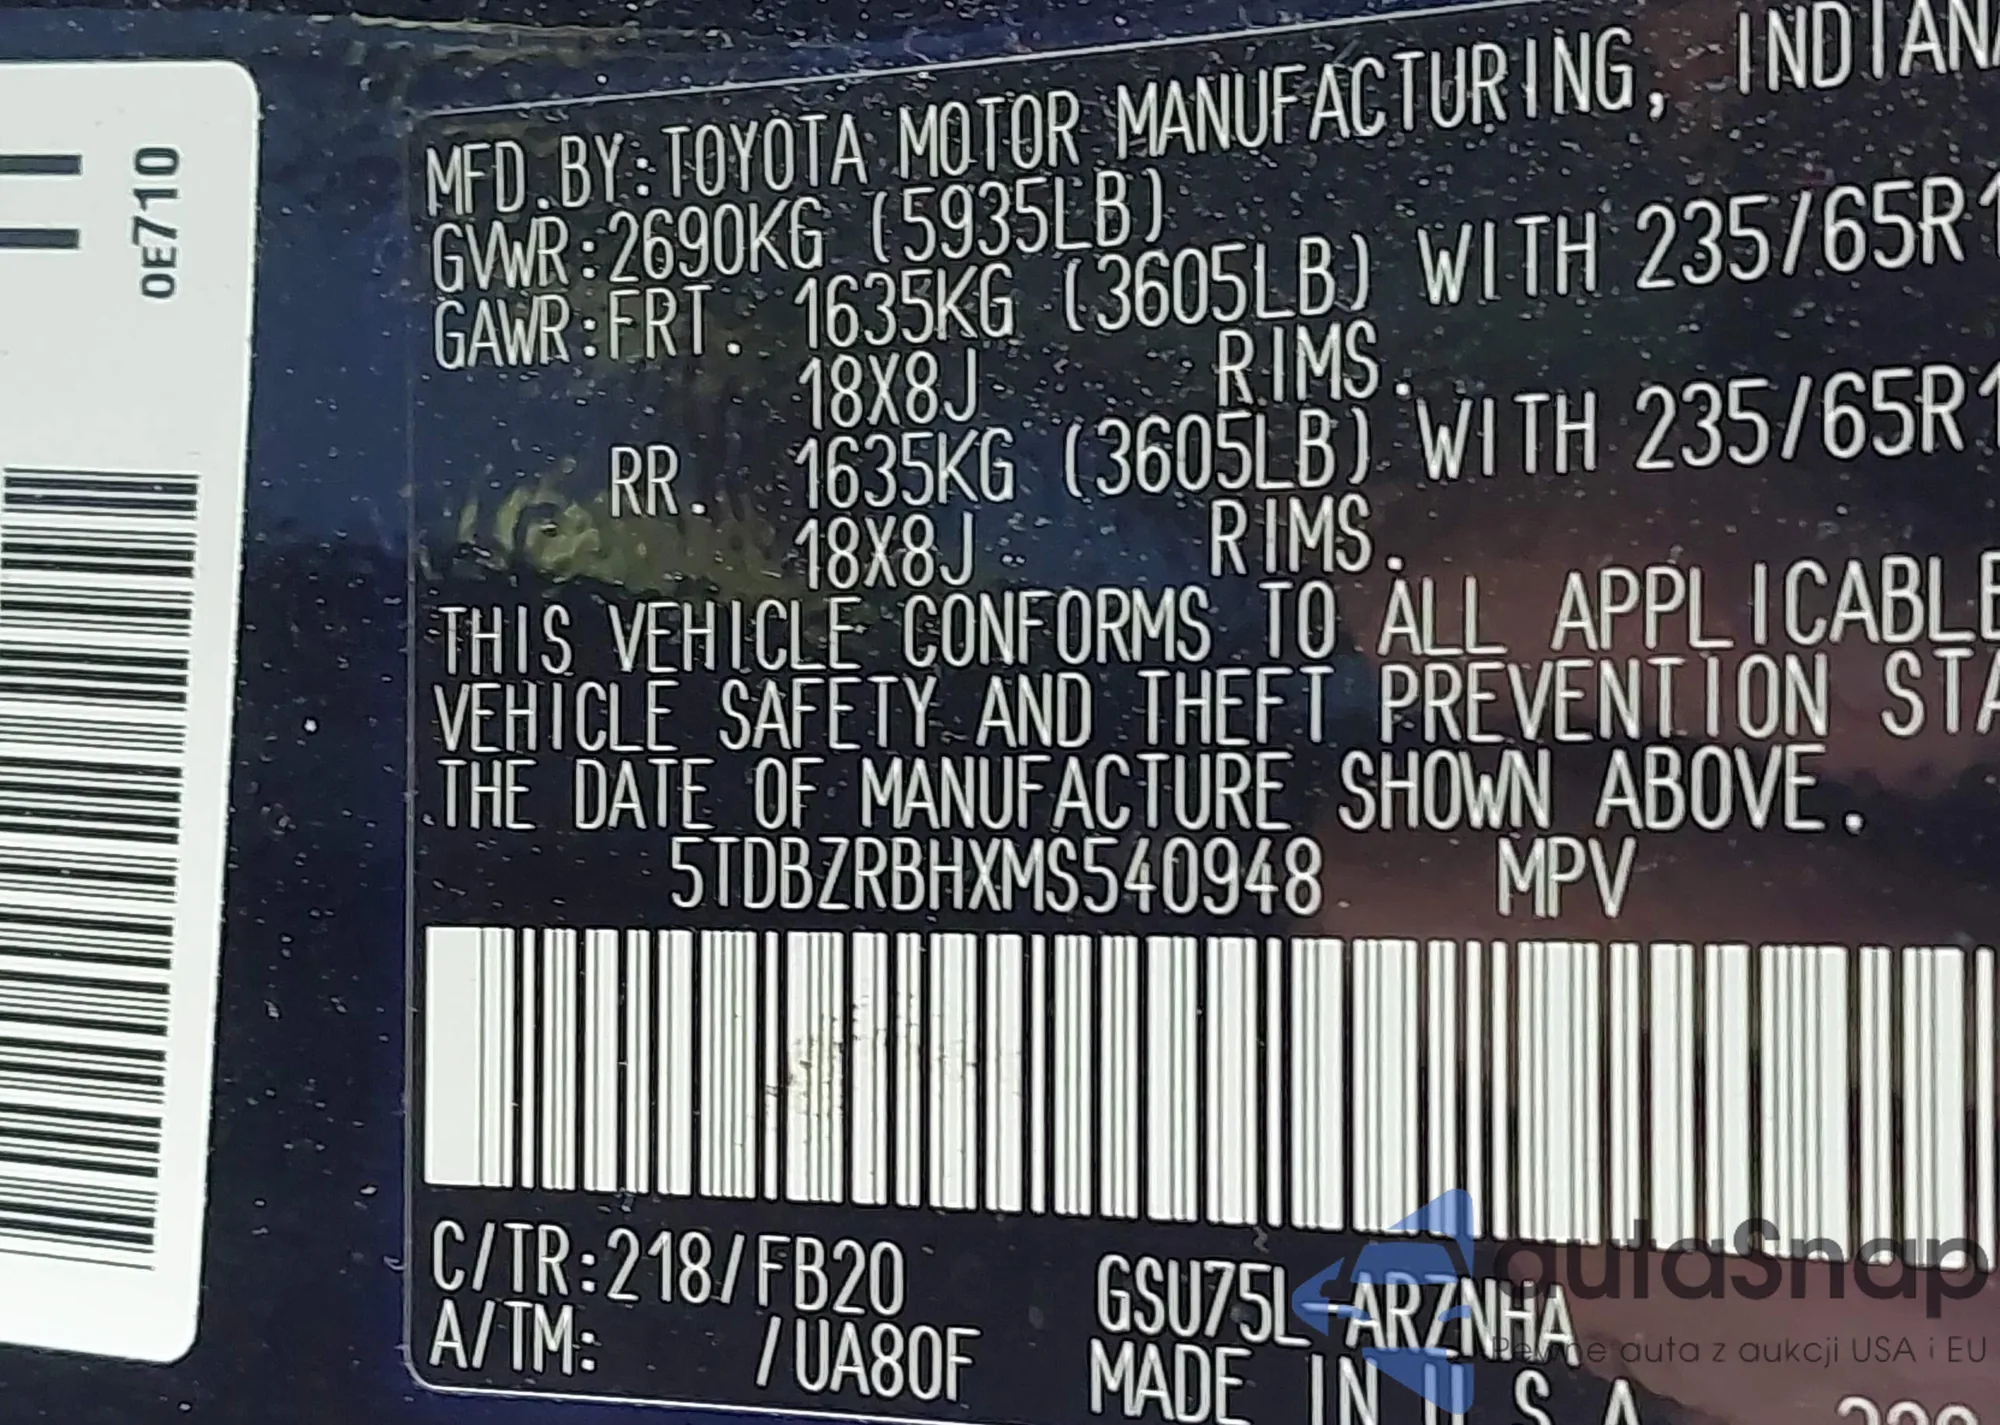 0E710
MFD.BY:TOYOTA MOTOR MANUFACTURING, INDIANA
GVWR:2690KG (5935LB)
GAWR:FRT. 1635KG (3605LB) WITH 235/65R1
18X8J RIMS.
RR. 1635KG (3605LB) WITH 235/65R1
18X8J RIMS.
THIS VEHICLE CONFORMS TO ALL APPLICABLE
VEHICLE SAFETY AND THEFT PREVENTION STA
THE DATE OF MANUFACTURE SHOWN ABOVE.
5TDBZRBHXMS540948 MPV
C/TR:218/FB20 GSU75L-ARZNHA
A/TM: /UA80F MADE IN U.S.A
autaSnap
Pewne auta z aukcji USA i EU